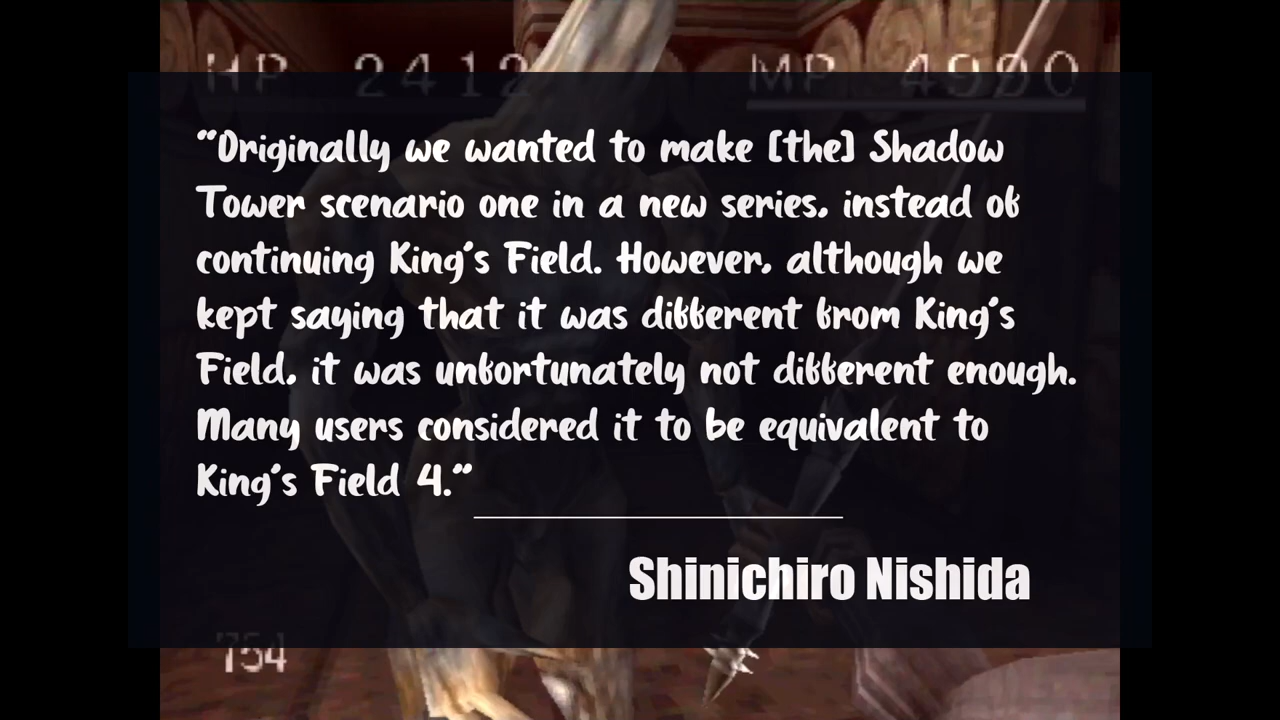 HP 2412 MP 4900
"Originally we wanted to make [the] Shadow
Tower scenario one in a new series, instead of
continuing King's Field. However, although we
kept saying that it was different from King's
Field, it was unfortunately not different enough.
Many users considered it to be equivalent to
King's Field 4."
Shinichiro Nishida
754